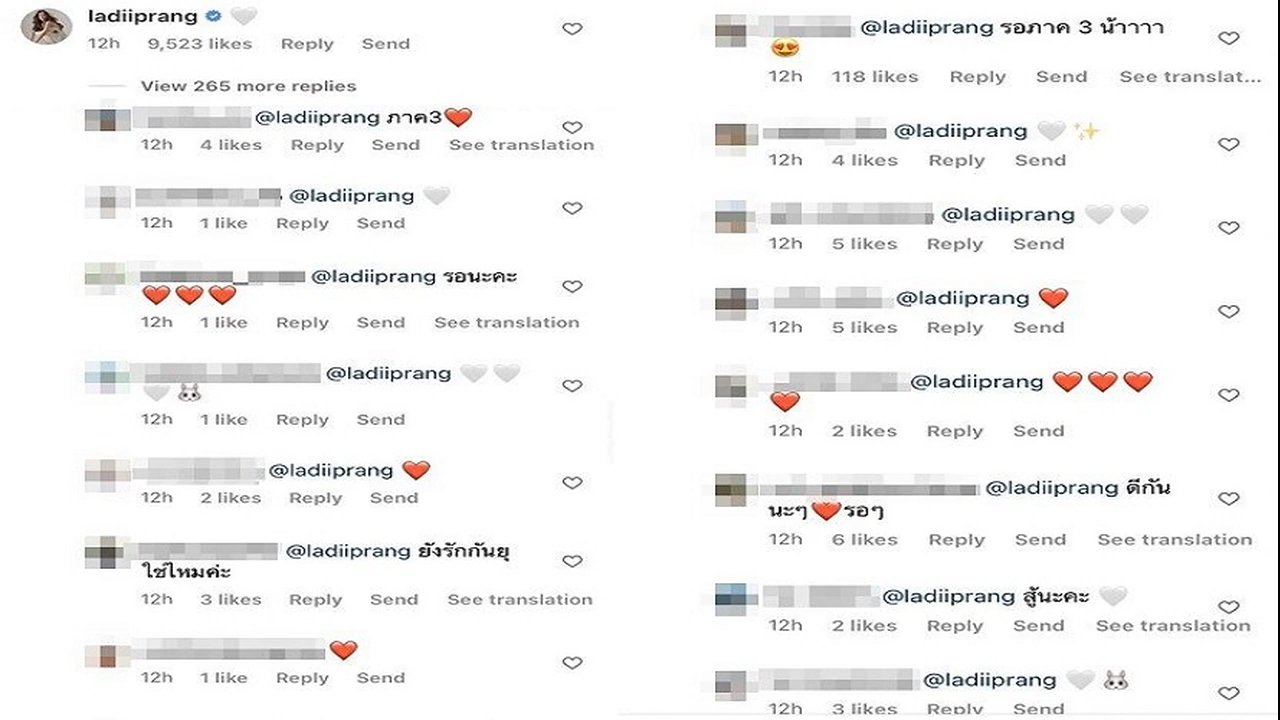 ladiiprang 🤍
12h 9,523 likes Reply Send
View 265 more replies
@ladiiprang ภาค3❤️
12h 4 likes Reply Send See translation
@ladiiprang 🤍
12h 1 like Reply Send
@ladiiprang รอนะคะ
❤️❤️❤️
12h 1 like Reply Send See translation
@ladiiprang 🤍🤍
🤍🐰
12h 1 like Reply Send
@ladiiprang ❤️
12h 2 likes Reply Send
@ladiiprang ยังรักกันยุ
ใช่ไหมค่ะ
12h 3 likes Reply Send See translation
❤️
12h 1 like Reply Send
@ladiiprang รอภาค 3 น้าาาา
😍
12h 118 likes Reply Send See translat...
@ladiiprang 🤍✨
12h 4 likes Reply Send
@ladiiprang 🤍🤍
12h 5 likes Reply Send
@ladiiprang ❤️
12h 5 likes Reply Send
@ladiiprang ❤️❤️❤️
❤️
12h 2 likes Reply Send
@ladiiprang ดีกัน
นะๆ❤️รอๆ
12h 6 likes Reply Send See translation
@ladiiprang สู้นะคะ 🤍
12h 2 likes Reply Send See translation
@ladiiprang 🤍🐰
12h 3 likes Reply Send